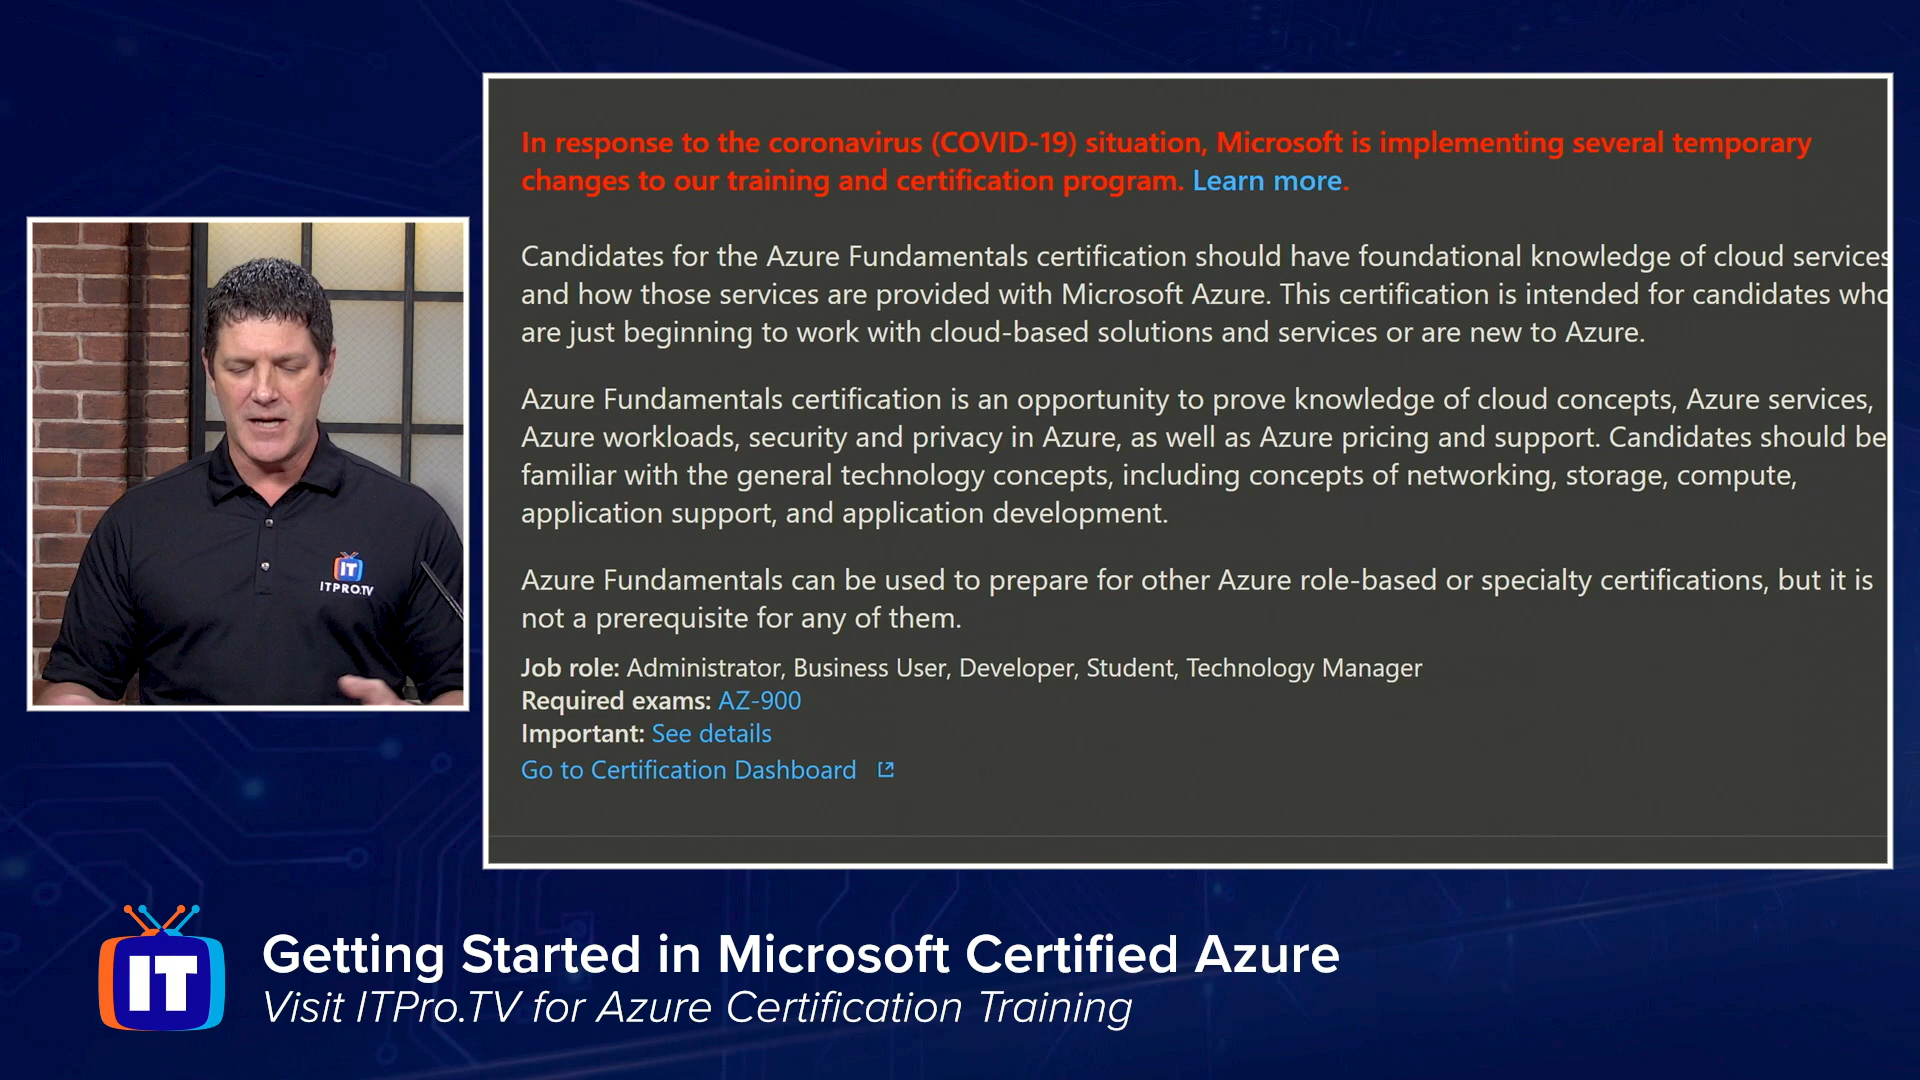 In response to the coronavirus (COVID-19) situation, Microsoft is implementing several temporary
changes to our training and certification program. Learn more.
Candidates for the Azure Fundamentals certification should have foundational knowledge of cloud services
and how those services are provided with Microsoft Azure. This certification is intended for candidates who
are just beginning to work with cloud-based solutions and services or are new to Azure.
Azure Fundamentals certification is an opportunity to prove knowledge of cloud concepts, Azure services,
Azure workloads, security and privacy in Azure, as well as Azure pricing and support. Candidates should be
familiar with the general technology concepts, including concepts of networking, storage, compute,
application support, and application development.
Azure Fundamentals can be used to prepare for other Azure role-based or specialty certifications, but it is
not a prerequisite for any of them.
Job role: Administrator, Business User, Developer, Student, Technology Manager
Required exams: AZ-900
Important: See details
Go to Certification Dashboard
IT
ITPRO.TV
IT
Getting Started in Microsoft Certified Azure
Visit ITPro.TV for Azure Certification Training